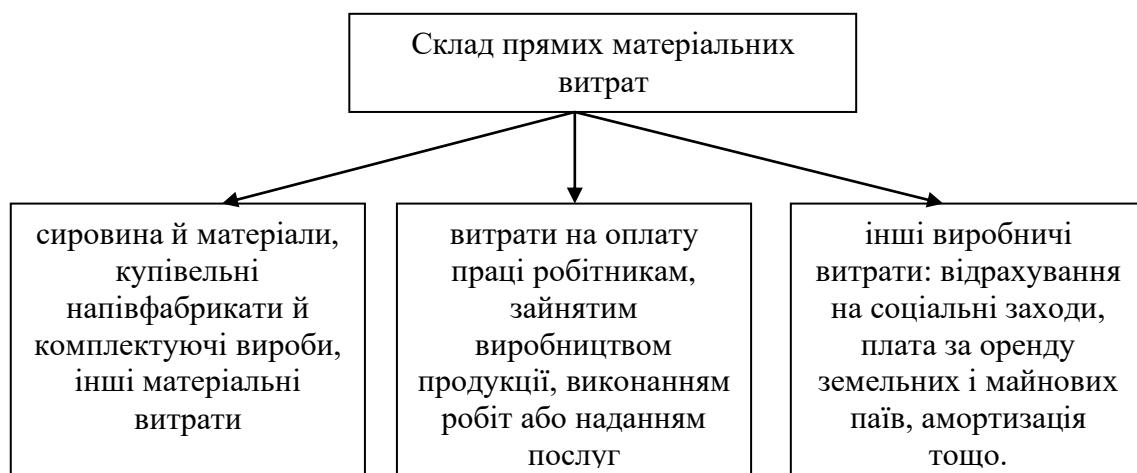 Склад прямих матеріальних
витрат
сировина й матеріали,
купівельні
напівфабрикати й
комплектуючі вироби,
інші матеріальні
витрати
витрати на оплату
праці робітникам,
зайнятим
виробництвом
продукції, виконанням
робіт або наданням
послуг
інші виробничі
витрати: відрахування
на соціальні заходи,
плата за оренду
земельних і майнових
паїв, амортизація
тощо.